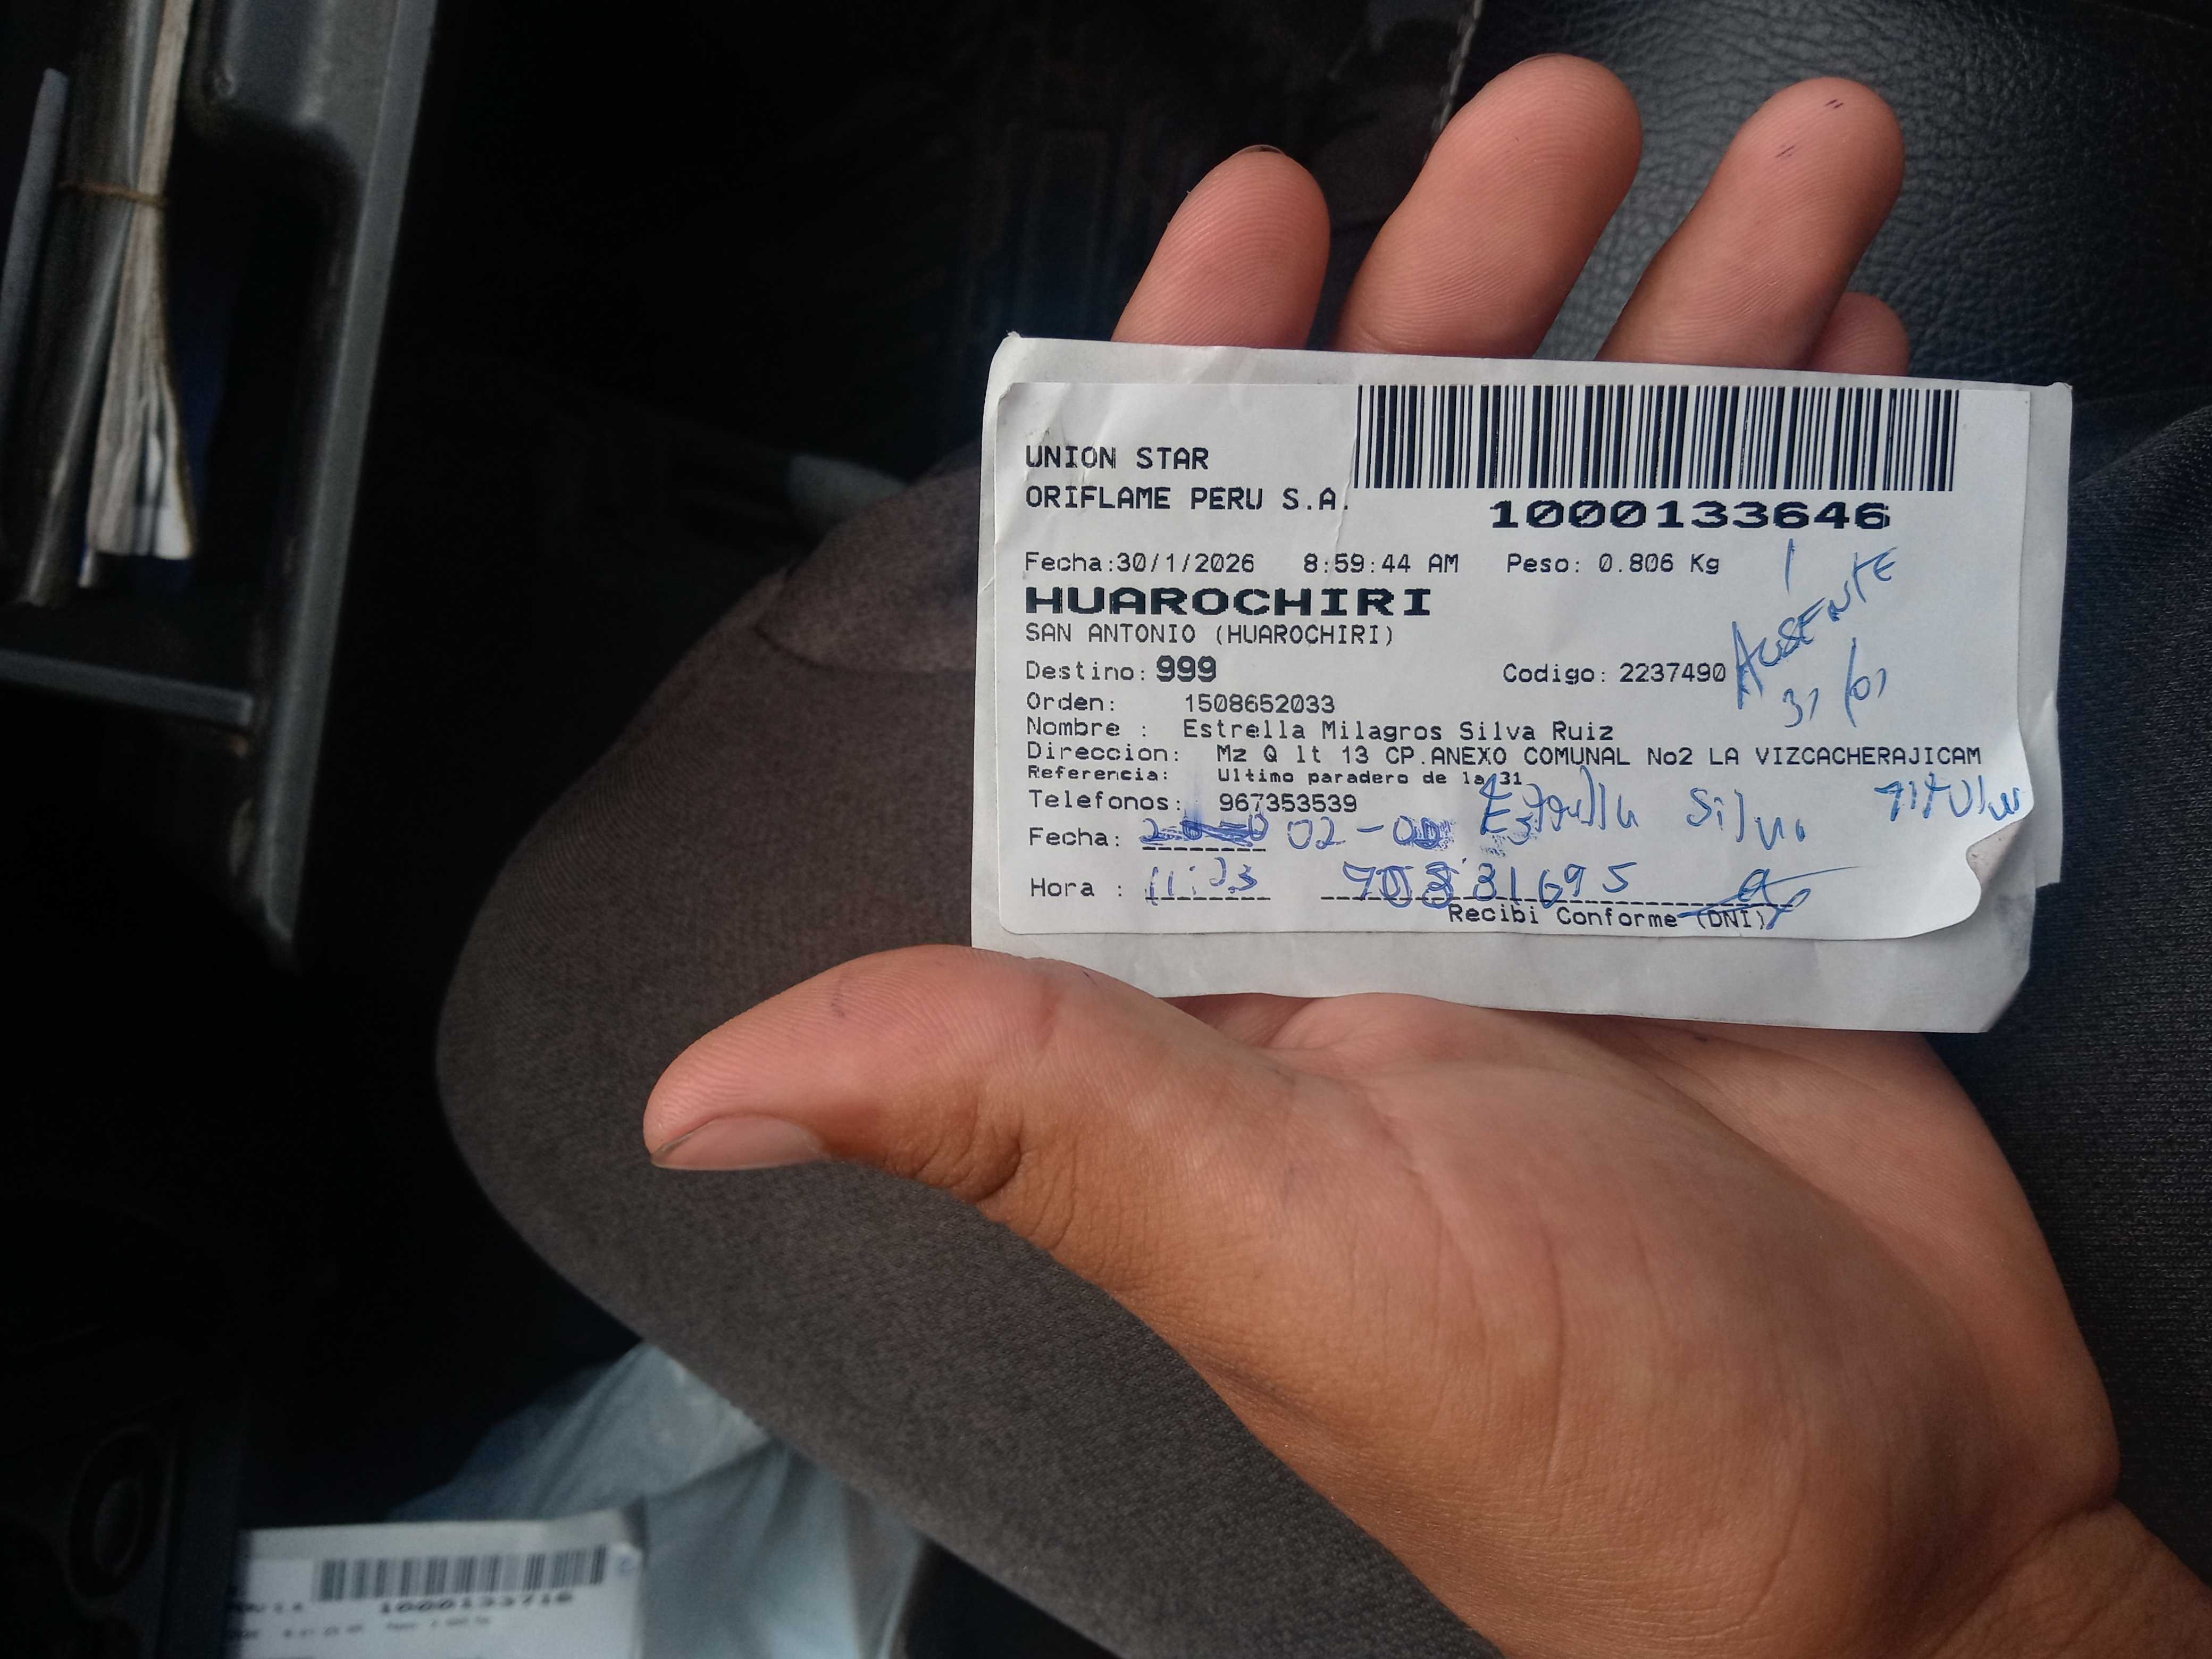 UNION STAR
ORIFLAME PERU S.A.
1000133646
Fecha:30/1/2026 8:59:44 AM Peso: 0.806 Kg
1
AUSENTE
31/01
HUAROCHIRI
SAN ANTONIO (HUAROCHIRI)
Destino: 999 Codigo: 2237490
Orden: 1508652033
Nombre : Estrella Milagros Silva Ruiz
Direccion: Mz Q lt 13 CP.ANEXO COMUNAL No2 LA VIZCACHERAJICAM
Referencia: Ultimo paradero de la 31
Telefonos: 967353539
Silva
Fecha: 02-
Hora :
Recibi Conforme (DNI)